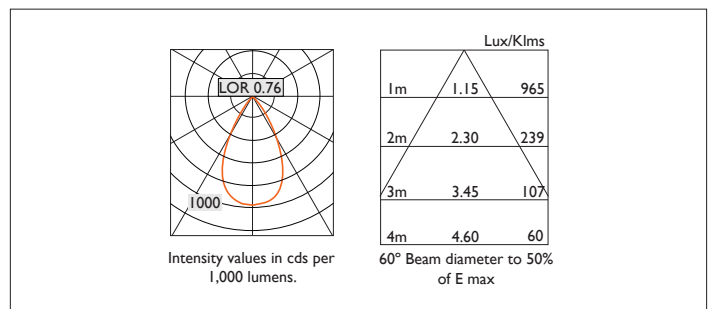 LOR 0.76
1000
Intensity values in cds per
1,000 lumens.
Lux/Klms
1m 1.15 965
2m 2.30 239
3m 3.45 107
4m 4.60 60
60º Beam diameter to 50%
of E max